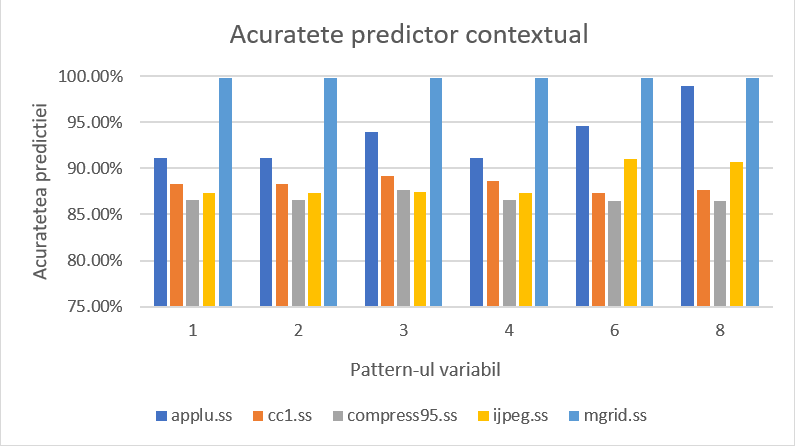 Acuratete predictor contextual
Acuratetea predictiei
100.00%
95.00%
90.00%
85.00%
80.00%
75.00%
1 2 3 4 6 8
Pattern-ul variabil
applu.ss cc1.ss compress95.ss ijpeg.ss mgrid.ss